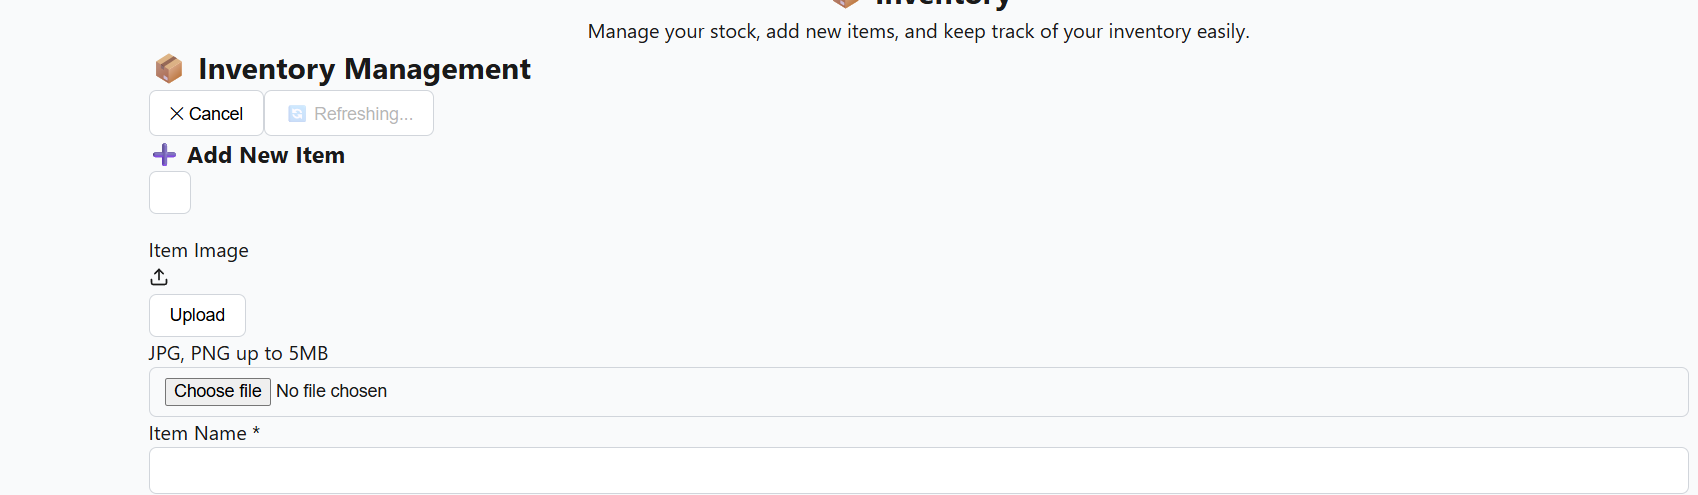 📦 Inventory
Manage your stock, add new items, and keep track of your inventory easily.
📦 Inventory Management
✕ Cancel 🔄 Refreshing...
➕ Add New Item
Item Image
Upload
JPG, PNG up to 5MB
Choose file No file chosen
Item Name *